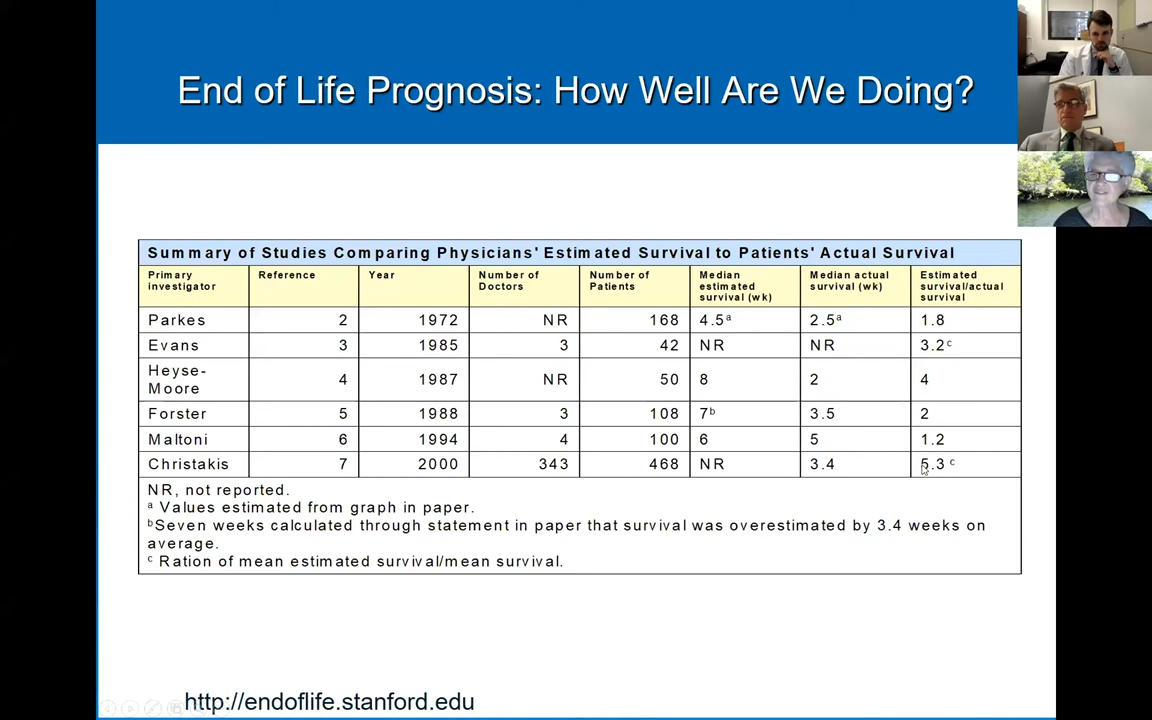 End of Life Prognosis: How Well Are We Doing?
Summary of Studies Comparing Physicians' Estimated Survival to Patients' Actual Survival
Primary investigator Reference Year Number of Doctors Number of Patients Median estimated survival (wk) Median actual survival (wk) Estimated survival/actual survival
Parkes 2 1972 NR 168 4.5a 2.5a 1.8
Evans 3 1985 3 42 NR NR 3.2c
Heyse-Moore 4 1987 NR 50 8 2 4
Forster 5 1988 3 108 7b 3.5 2
Maltoni 6 1994 4 100 6 5 1.2
Christakis 7 2000 343 468 NR 3.4 5.3 c
NR, not reported.
a Values estimated from graph in paper.
bSeven weeks calculated through statement in paper that survival was overestimated by 3.4 weeks on
average.
c Ration of mean estimated survival/mean survival.
http://endoflife.stanford.edu